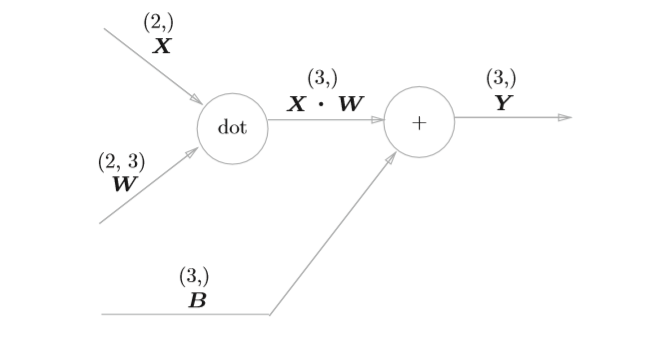 (2,)
X
(3,)
X · W
(3,)
Y
dot
+
(2, 3)
W
(3,)
B